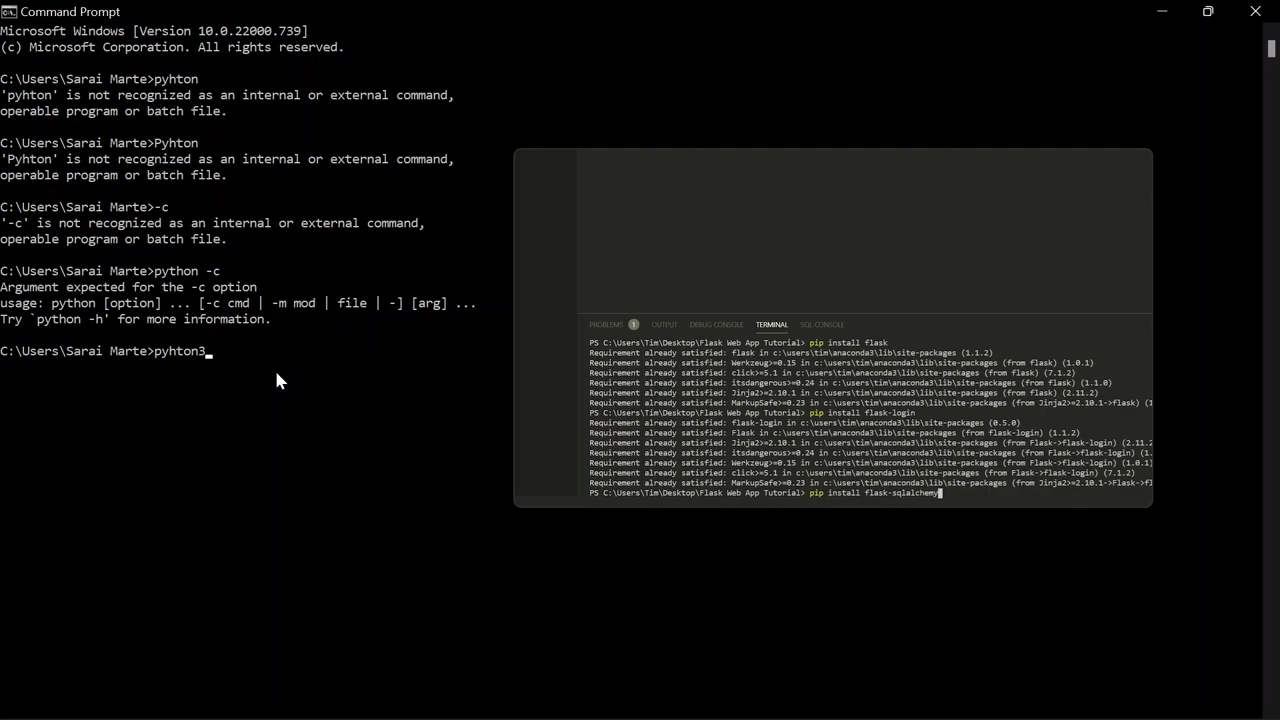 Command Prompt
Microsoft Windows [Version 10.0.22000.739]
(c) Microsoft Corporation. All rights reserved.
C:\Users\Sarai Marte>pyhton
'pyhton' is not recognized as an internal or external command,
operable program or batch file.
C:\Users\Sarai Marte>Pyhton
'Pyhton' is not recognized as an internal or external command,
operable program or batch file.
C:\Users\Sarai Marte>-c
'-c' is not recognized as an internal or external command,
operable program or batch file.
C:\Users\Sarai Marte>python -c
Argument expected for the -c option
usage: python [option] ... [-c cmd | -m mod | file | -] [arg] ...
Try `python -h' for more information.
C:\Users\Sarai Marte>pyhton3_
PROBLEMS 1 OUTPUT DEBUG CONSOLE TERMINAL SQL CONSOLE
PS C:\Users\Tim\Desktop\Flask Web App Tutorial> pip install flask
Requirement already satisfied: flask in c:\users\tim\anaconda3\lib\site-packages (1.1.2)
Requirement already satisfied: Werkzeug>=0.15 in c:\users\tim\anaconda3\lib\site-packages (from flask) (1.0.1)
Requirement already satisfied: click>=5.1 in c:\users\tim\anaconda3\lib\site-packages (from flask) (7.1.2)
Requirement already satisfied: itsdangerous>=0.24 in c:\users\tim\anaconda3\lib\site-packages (from flask) (1.1.0)
Requirement already satisfied: Jinja2>=2.10.1 in c:\users\tim\anaconda3\lib\site-packages (from flask) (2.11.2)
Requirement already satisfied: MarkupSafe>=0.23 in c:\users\tim\anaconda3\lib\site-packages (from Jinja2>=2.10.1->flask) (1
PS C:\Users\Tim\Desktop\Flask Web App Tutorial> pip install flask-login
Requirement already satisfied: flask-login in c:\users\tim\anaconda3\lib\site-packages (0.5.0)
Requirement already satisfied: Flask in c:\users\tim\anaconda3\lib\site-packages (from flask-login) (1.1.2)
Requirement already satisfied: Jinja2>=2.10.1 in c:\users\tim\anaconda3\lib\site-packages (from Flask->flask-login) (2.11.2
Requirement already satisfied: itsdangerous>=0.24 in c:\users\tim\anaconda3\lib\site-packages (from Flask->flask-login) (1.
Requirement already satisfied: Werkzeug>=0.15 in c:\users\tim\anaconda3\lib\site-packages (from Flask->flask-login) (1.0.1)
Requirement already satisfied: click>=5.1 in c:\users\tim\anaconda3\lib\site-packages (from Flask->flask-login) (7.1.2)
Requirement already satisfied: MarkupSafe>=0.23 in c:\users\tim\anaconda3\lib\site-packages (from Jinja2>=2.10.1->Flask->fl
PS C:\Users\Tim\Desktop\Flask Web App Tutorial> pip install flask-sqlalchemy